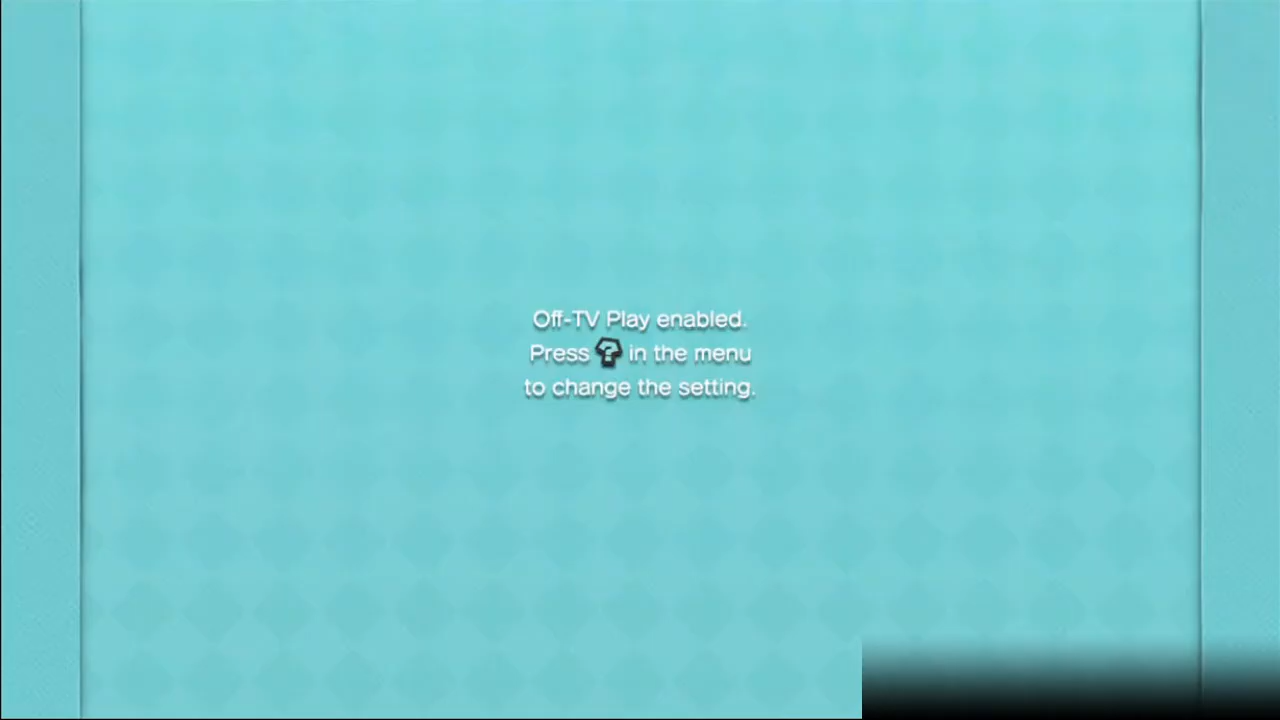 Off-TV Play enabled.
Press in the menu
to change the setting.